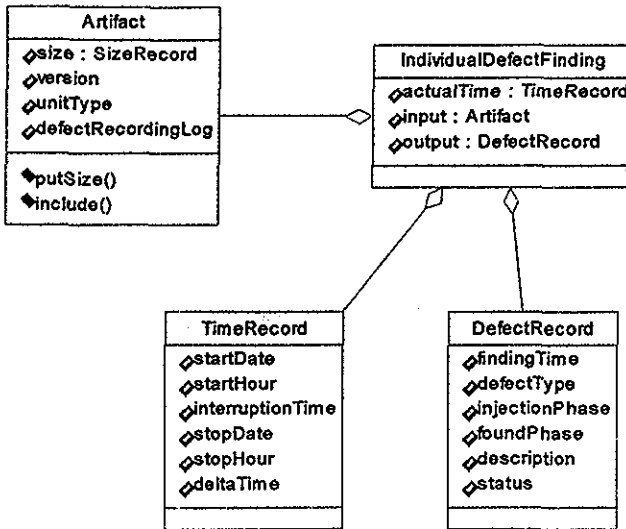 Artifact
size : SizeRecord
version
unitType
defectRecordingLog
putSize()
include()
IndividualDefectFinding
actualTime : TimeRecord
input : Artifact
output : DefectRecord
TimeRecord
startDate
startHour
interruptionTime
stopDate
stopHour
deltaTime
DefectRecord
findingTime
defectType
injectionPhase
foundPhase
description
status